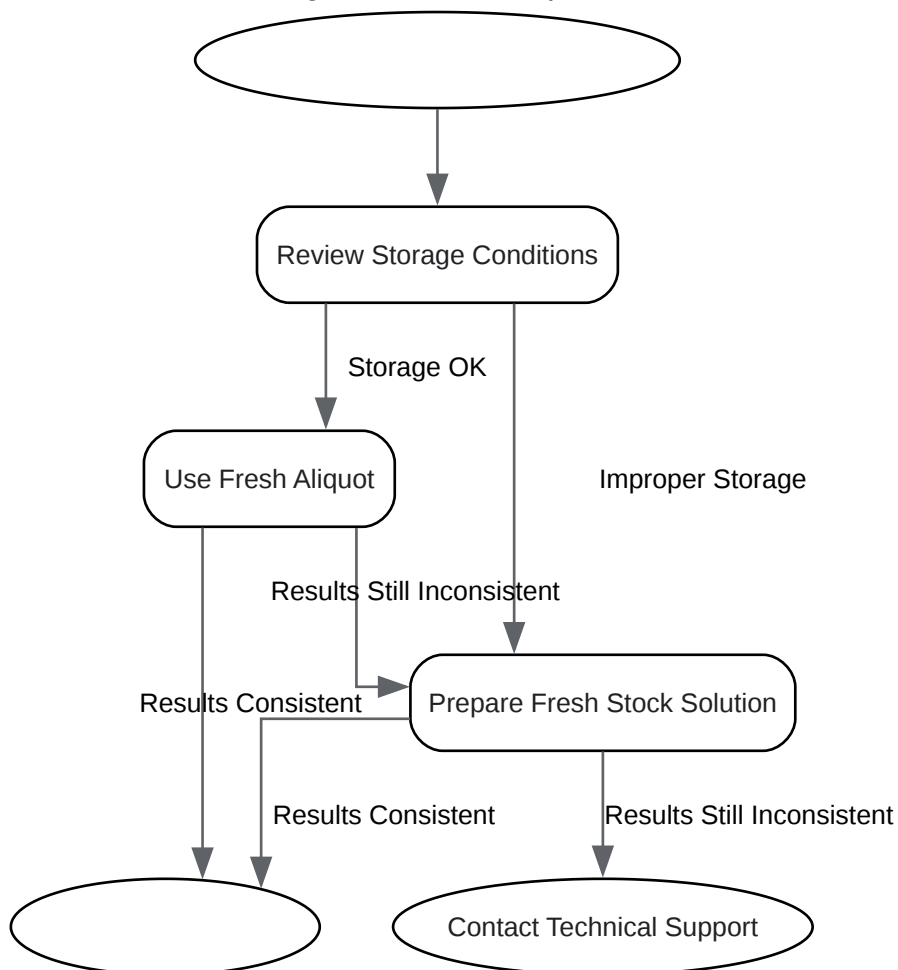 Review Storage Conditions
Storage OK
Use Fresh Aliquot
Improper Storage
Results Still Inconsistent
Results Consistent
Prepare Fresh Stock Solution
Results Consistent
Results Still Inconsistent
Contact Technical Support